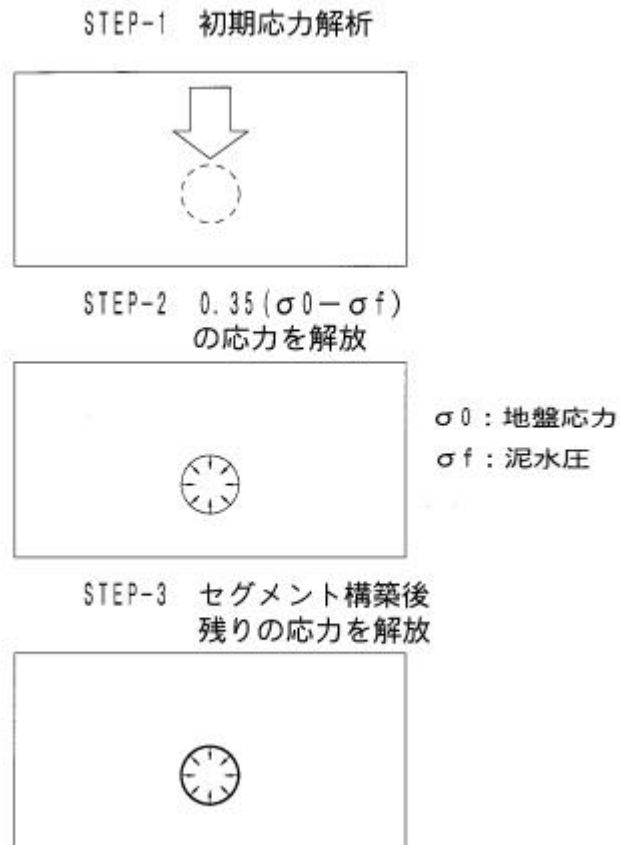 STEP-1 初期応力解析
STEP-2 0.35(σ0-σf)
の応力を解放
σ0:地盤応力
σf:泥水圧
STEP-3 セグメント構築後
残りの応力を解放